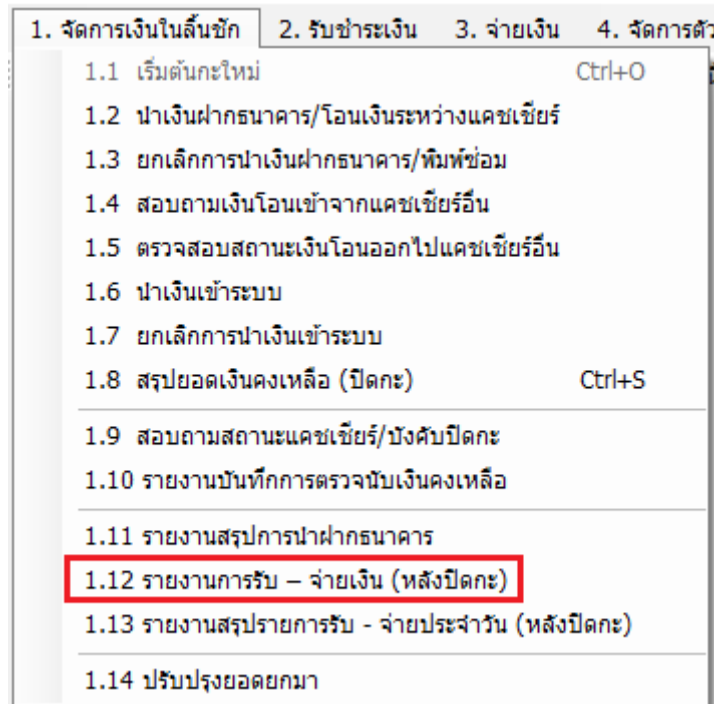 1. จัดการเงินในลิ้นชัก 2. รับชำระเงิน 3. จ่ายเงิน 4. จัดการตัว
1.1 เริ่มต้นกะใหม่ Ctrl+O
1.2 นำเงินฝากธนาคาร/โอนเงินระหว่างแคชเชียร์
1.3 ยกเลิกการนำเงินฝากธนาคาร/พิมพ์ซ่อม
1.4 สอบถามเงินโอนเข้าจากแคชเชียร์อื่น
1.5 ตรวจสอบสถานะเงินโอนออกไปแคชเชียร์อื่น
1.6 นำเงินเข้าระบบ
1.7 ยกเลิกการนำเงินเข้าระบบ
1.8 สรุปยอดเงินคงเหลือ (ปิดกะ) Ctrl+S
1.9 สอบถามสถานะแคชเชียร์/บังคับปิดกะ
1.10 รายงานบันทึกการตรวจนับเงินคงเหลือ
1.11 รายงานสรุปการนำฝากธนาคาร
1.12 รายงานการรับ – จ่ายเงิน (หลังปิดกะ)
1.13 รายงานสรุปรายการรับ - จ่ายประจำวัน (หลังปิดกะ)
1.14 ปรับปรุงยอดยกมา